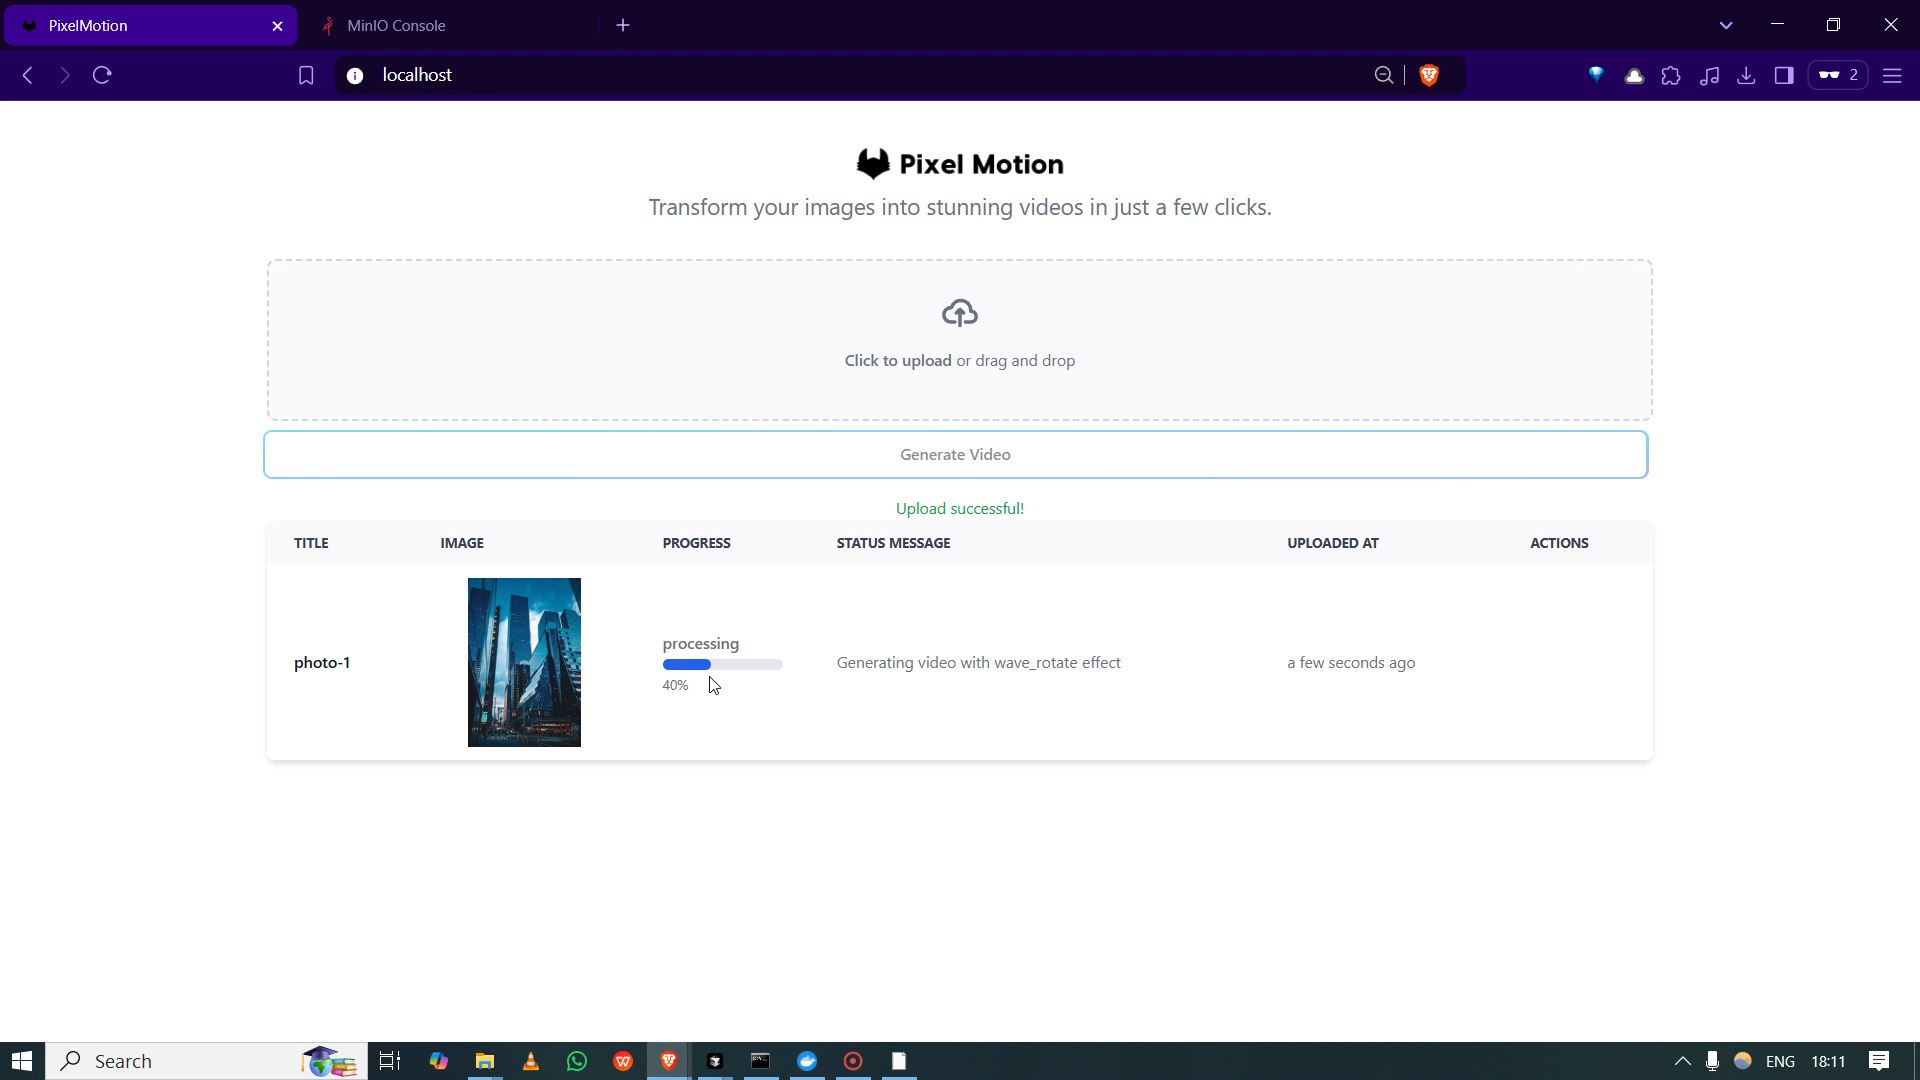 PixelMotion
MinIO Console
localhost
2
Pixel Motion
Transform your images into stunning videos in just a few clicks.
Click to upload or drag and drop
Generate Video
Upload successful!
TITLE IMAGE PROGRESS STATUS MESSAGE UPLOADED AT ACTIONS
photo-1
processing
40%
Generating video with wave_rotate effect
a few seconds ago
Search
ENG 18:11